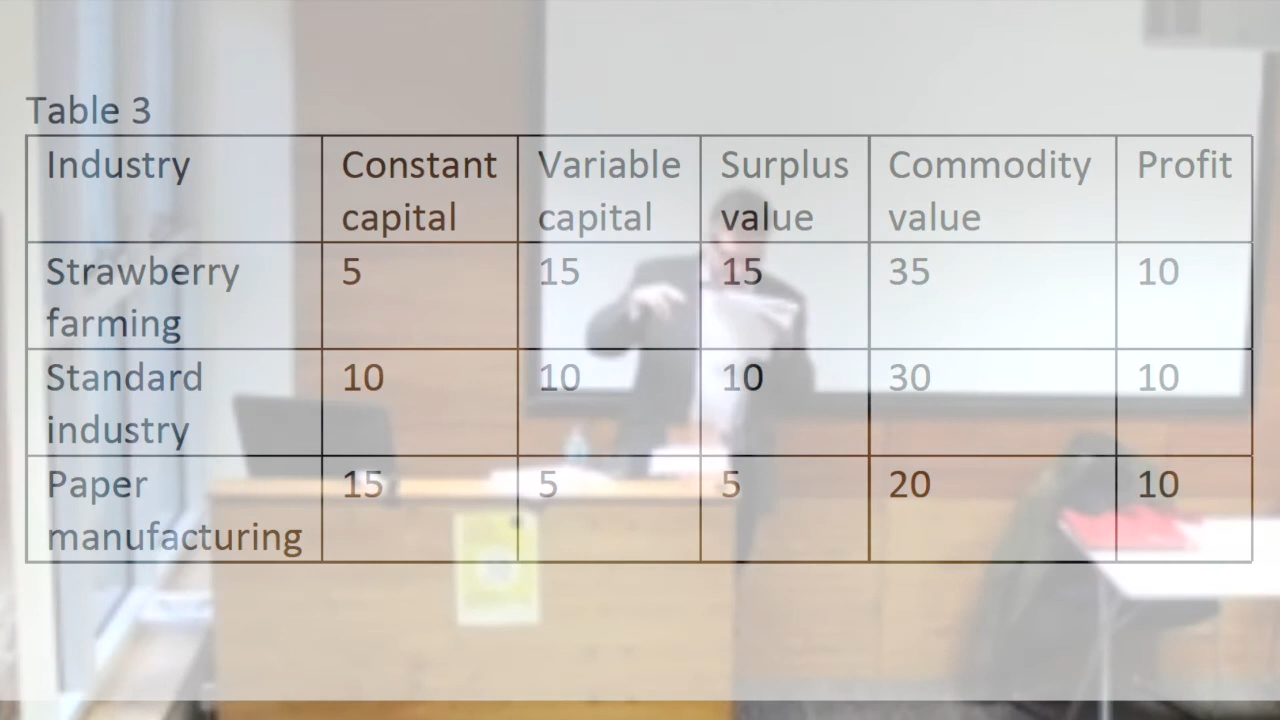 Table 3
Industry Constant capital Variable capital Surplus value Commodity value Profit
Strawberry farming 5 15 15 35 10
Standard industry 10 10 10 30 10
Paper manufacturing 15 5 5 20 10